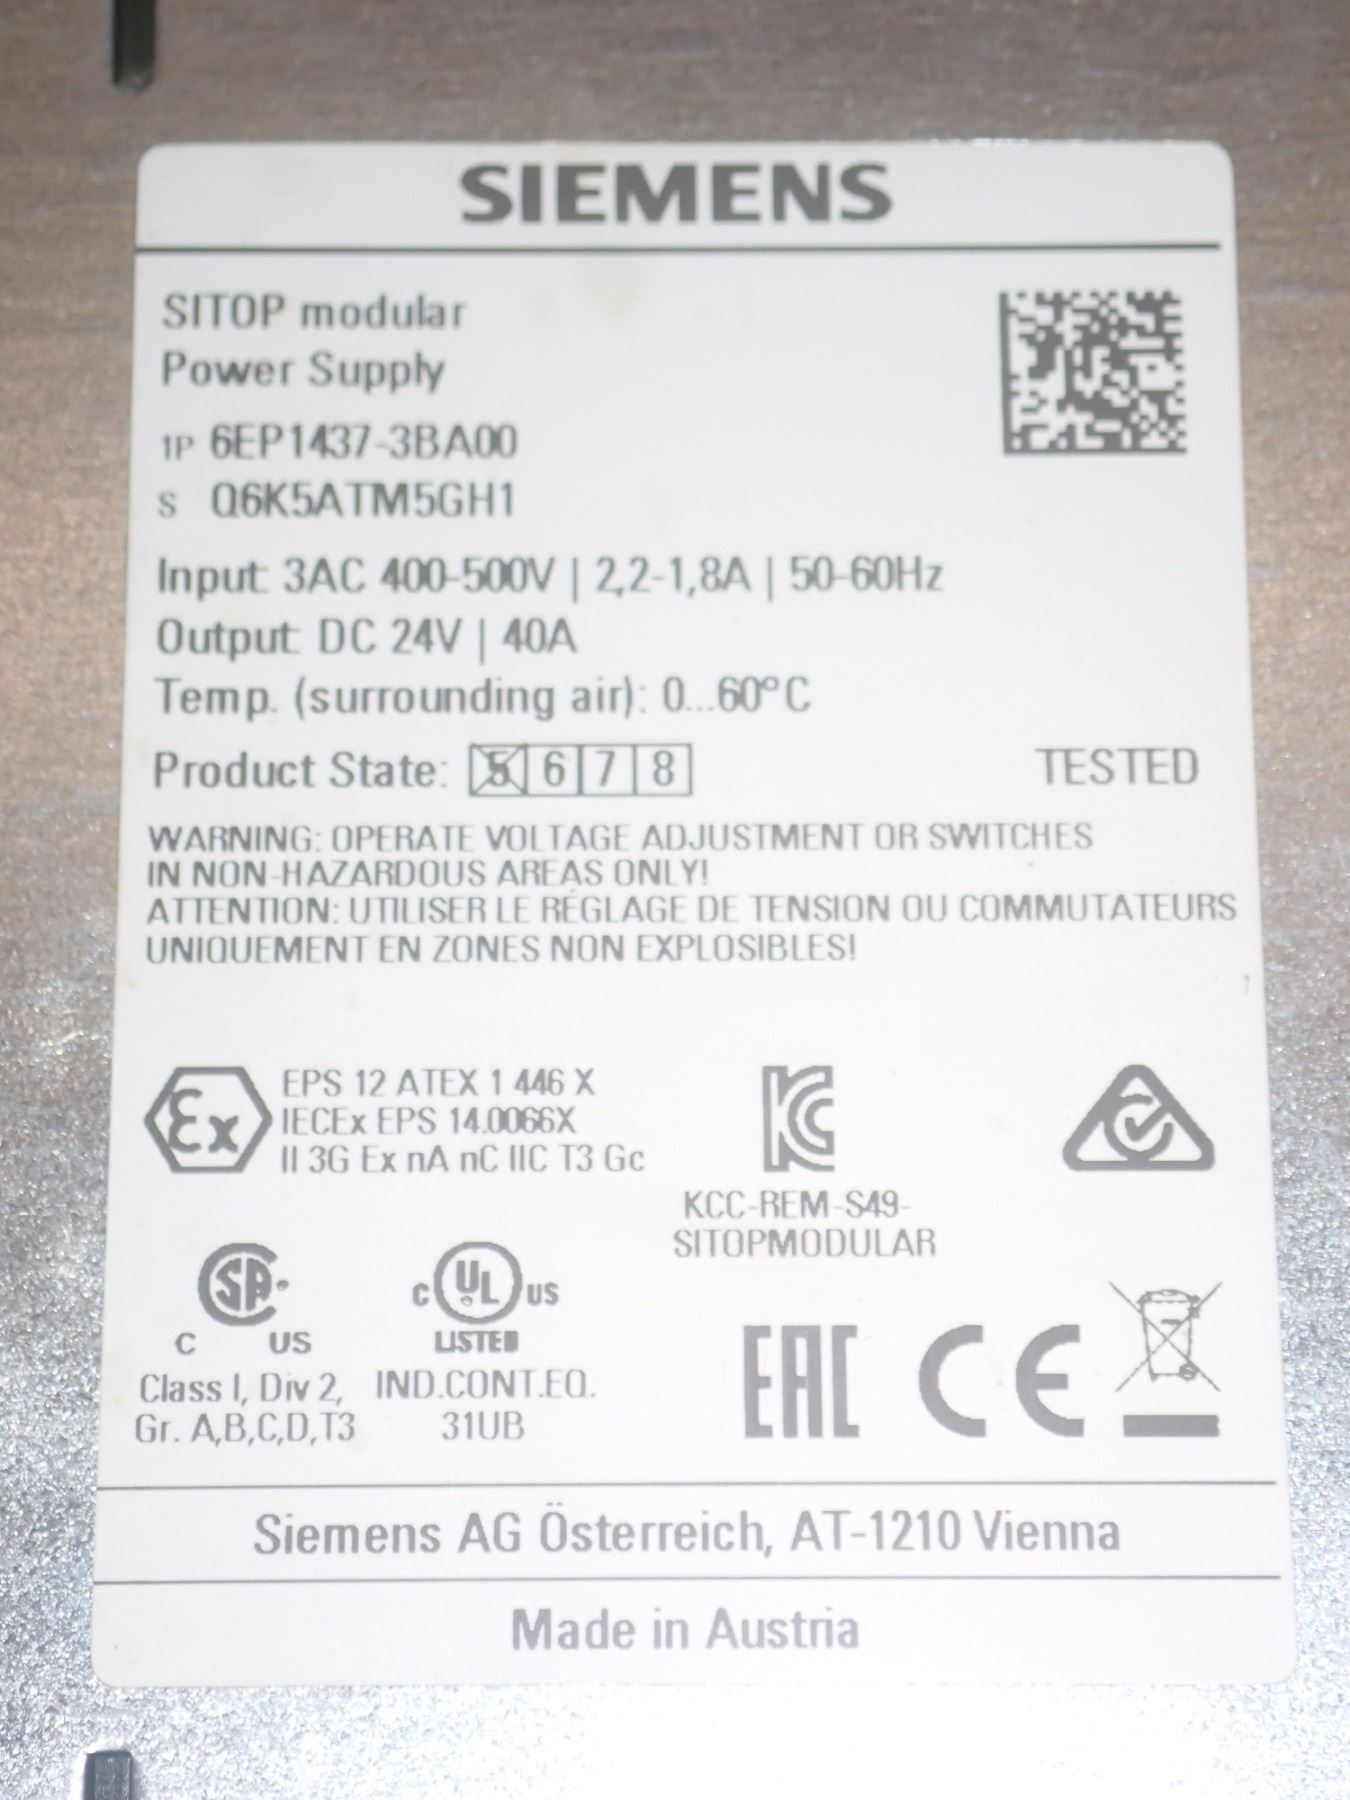 SIEMENS
SITOP modular
Power Supply
1P 6EP1437-3BA00
S Q6K5ATM5GH1
Input: 3AC 400-500V | 2,2-1,8A | 50-60Hz
Output: DC 24V | 40A
Temp. (surrounding air): 0...60°C
Product State: 5 6 7 8 TESTED
WARNING: OPERATE VOLTAGE ADJUSTMENT OR SWITCHES
IN NON-HAZARDOUS AREAS ONLY!
ATTENTION: UTILISER LE RÉGLAGE DE TENSION OU COMMUTATEURS
UNIQUEMENT EN ZONES NON EXPLOSIBLES!
Ex
EPS 12 ATEX 1 446 X
IECEx EPS 14.0066X
II 3G Ex nA nC IIC T3 Gc
KC
KCC-REM-S49-
SITOPMODULAR
SA
C US
Class I, Div 2,
Gr. A,B,C,D,T3
C UL US
LISTED
IND.CONT.EQ.
31UB
EAC CE
Siemens AG Österreich, AT-1210 Vienna
Made in Austria